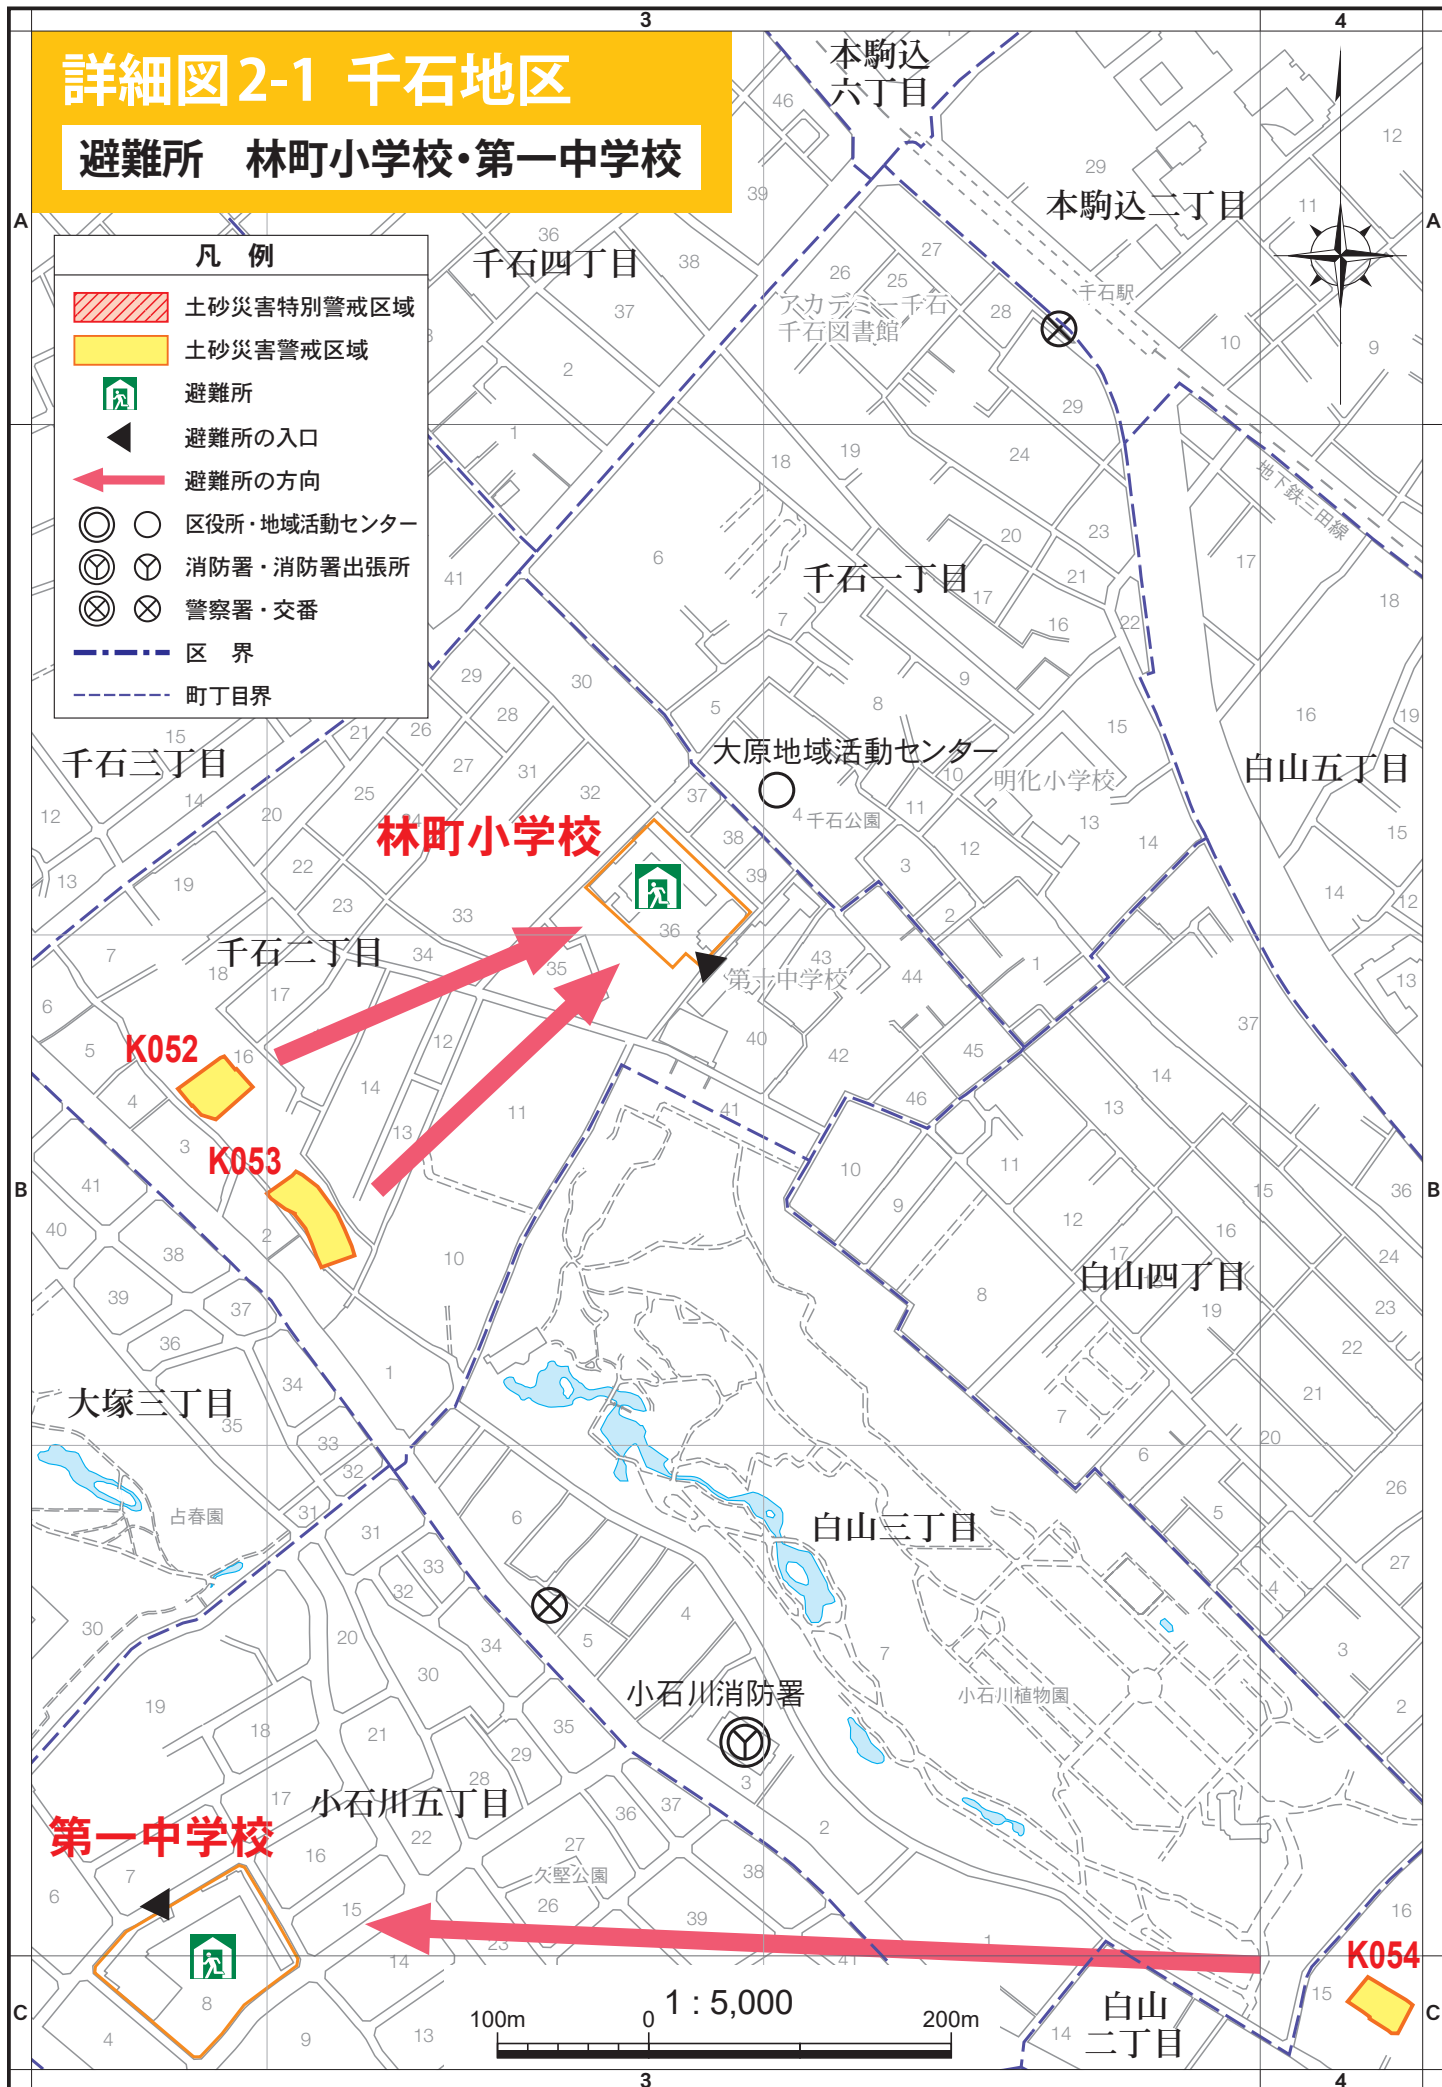 3
4
詳細図2-1 千石地区
避難所　林町小学校・第一中学校
A
A
凡　例
土砂災害特別警戒区域
土砂災害警戒区域
避難所
避難所の入口
避難所の方向
区役所・地域活動センター
消防署・消防署出張所
警察署・交番
区　界
町丁目界
本駒込
六丁目
本駒込二丁目
千石四丁目
アカデミー千石
千石図書館
千石駅
地下鉄三田線
千石一丁目
大原地域活動センター
千石公園
明化小学校
白山五丁目
千石三丁目
林町小学校
千石二丁目
第十中学校
K052
K053
B
B
白山四丁目
大塚三丁目
占春園
白山三丁目
小石川消防署
小石川植物園
小石川五丁目
第一中学校
久堅公園
K054
白山
二丁目
C
C
1：5,000
100m
0
200m
3
4